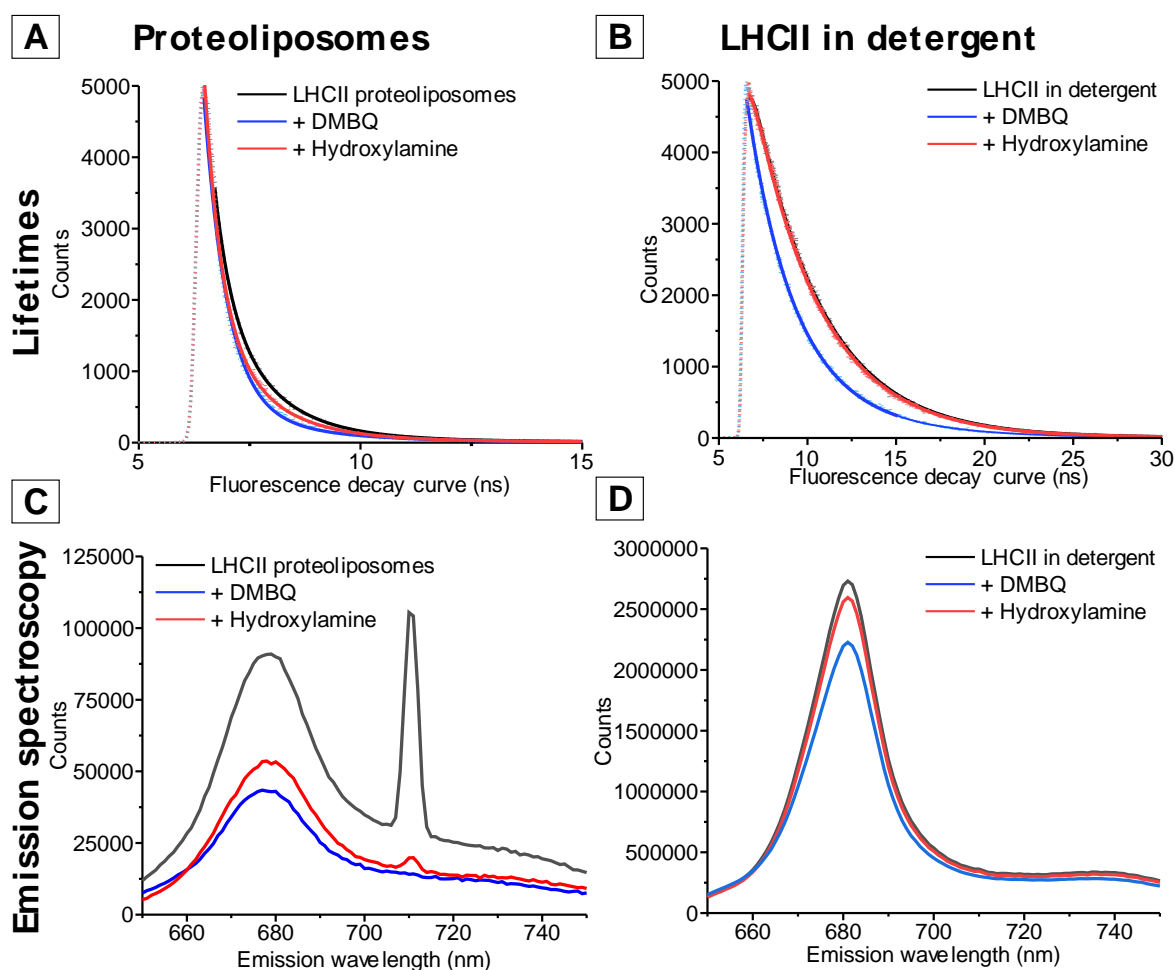 A Proteoliposomes
B LHCII in detergent
Lifetimes
Counts
5000
4000
3000
2000
1000
0
LHCII proteoliposomes
+ DMBQ
+ Hydroxylamine
5 10 15
Fluorescence decay curve (ns)
Counts
5000
4000
3000
2000
1000
0
LHCII in detergent
+ DMBQ
+ Hydroxylamine
5 10 15 20 25 30
Fluorescence decay curve (ns)
Emission spectroscopy
C
Counts
125000
100000
75000
50000
25000
0
LHCII proteoliposomes
+ DMBQ
+ Hydroxylamine
660 680 700 720 740
Emission wavelength (nm)
D
Counts
3000000
2500000
2000000
1500000
1000000
500000
0
LHCII in detergent
+ DMBQ
+ Hydroxylamine
660 680 700 720 740
Emission wavelength (nm)